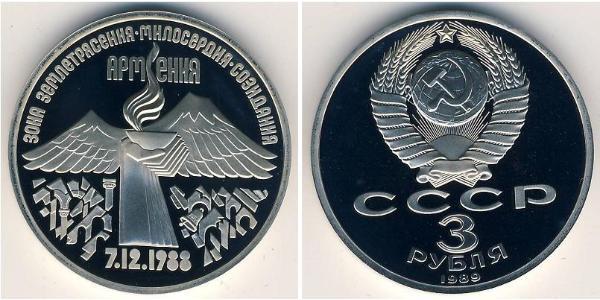 ЗОНА ЗЕМЛЕТРЯСЕНИЯ · МИЛОСЕРДИЯ · СОЗИДАНИЯ
АРМЕНИЯ
7.12.1988
СССР
3
РУБЛЯ
1989